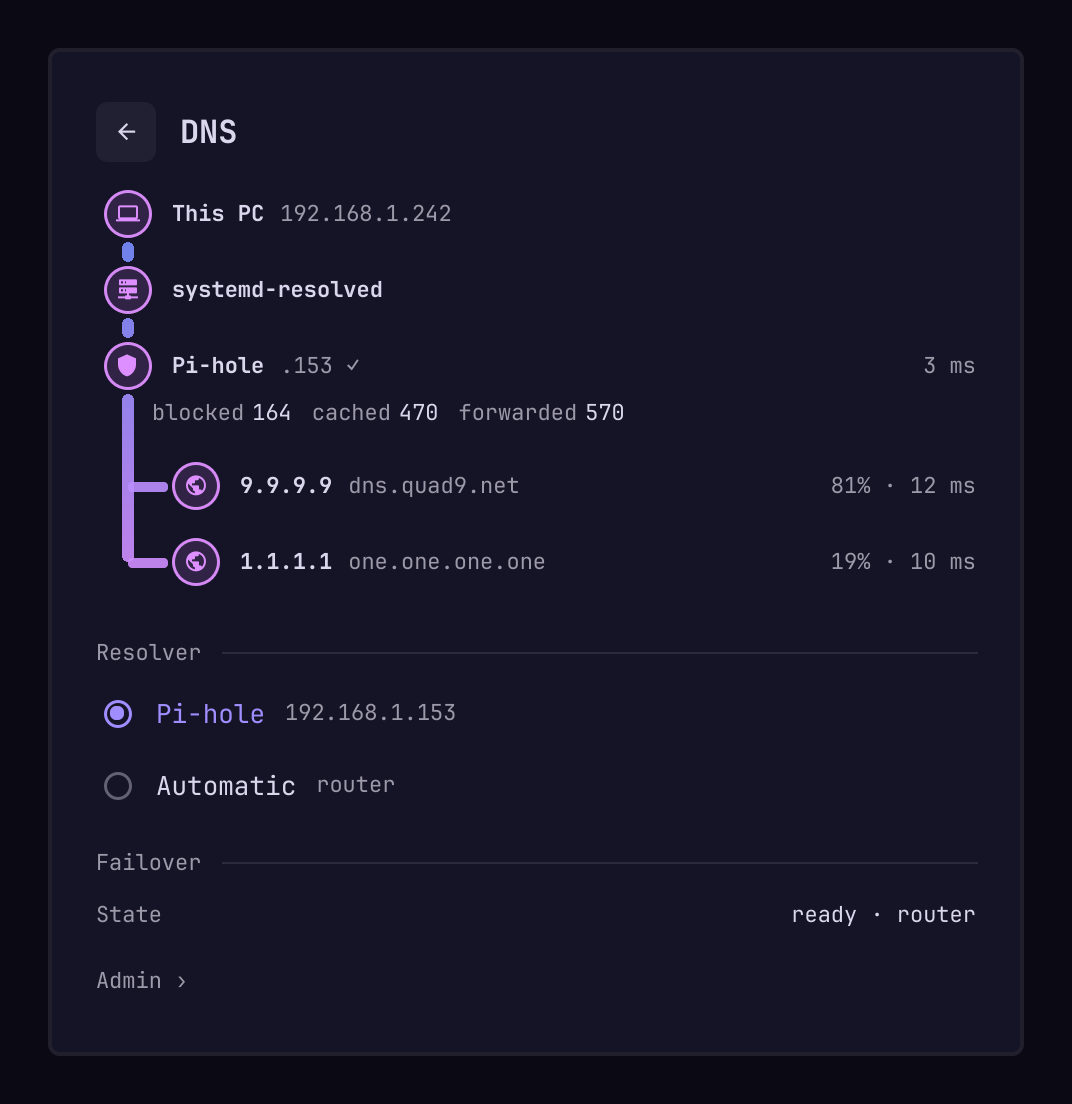 DNS
This PC 192.168.1.242
systemd-resolved
Pi-hole .153 ✓ 3 ms
blocked 164 cached 470 forwarded 570
9.9.9.9 dns.quad9.net 81% · 12 ms
1.1.1.1 one.one.one.one 19% · 10 ms
Resolver
Pi-hole 192.168.1.153
Automatic router
Failover
State ready · router
Admin ›